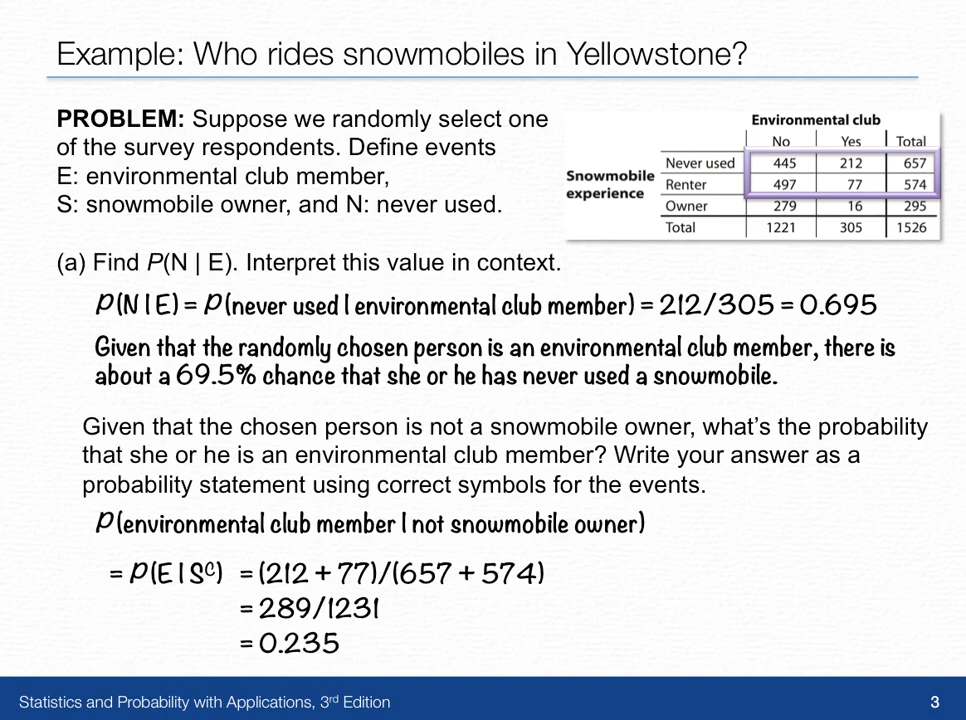 Example: Who rides snowmobiles in Yellowstone?
PROBLEM: Suppose we randomly select one
of the survey respondents. Define events
E: environmental club member,
S: snowmobile owner, and N: never used.
Environmental club
No Yes Total
Snowmobile experience
Never used 445 212 657
Renter 497 77 574
Owner 279 16 295
Total 1221 305 1526
(a) Find P(N | E). Interpret this value in context.
P(N | E) = P(never used | environmental club member) = 212/305 = 0.695
Given that the randomly chosen person is an environmental club member, there is
about a 69.5% chance that she or he has never used a snowmobile.
Given that the chosen person is not a snowmobile owner, what’s the probability
that she or he is an environmental club member? Write your answer as a
probability statement using correct symbols for the events.
P(environmental club member | not snowmobile owner)
= P(E | Sᶜ) = (212 + 77)/(657 + 574)
= 289/1231
= 0.235
Statistics and Probability with Applications, 3rd Edition
3